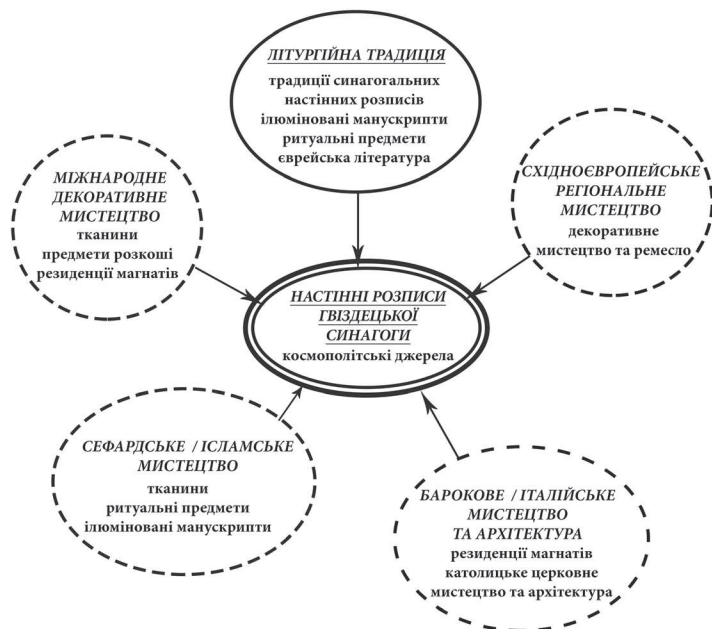 ЛІТУРГІЙНА ТРАДИЦІЯ
традиції синагогальних
настінних розписів
ілюміновані манускрипти
ритуальні предмети
єврейська література
МІЖНАРОДНЕ
ДЕКОРАТИВНЕ
МИСТЕЦТВО
тканини
предмети розкоші
резиденції магнатів
СХІДНОЄВРОПЕЙСЬКЕ
РЕГІОНАЛЬНЕ
МИСТЕЦТВО
декоративне
мистецтво та ремесло
НАСТІННІ РОЗПИСИ
ГВІЗДЕЦЬКОЇ
СИНАГОГИ
космополітські джерела
СЕФАРДСЬКЕ / ІСЛАМСЬКЕ
МИСТЕЦТВО
тканини
ритуальні предмети
ілюміновані манускрипти
БАРОКОВЕ / ІТАЛІЙСЬКЕ
МИСТЕЦТВО
ТА АРХІТЕКТУРА
резиденції магнатів
католицьке церковне
мистецтво та архітектура